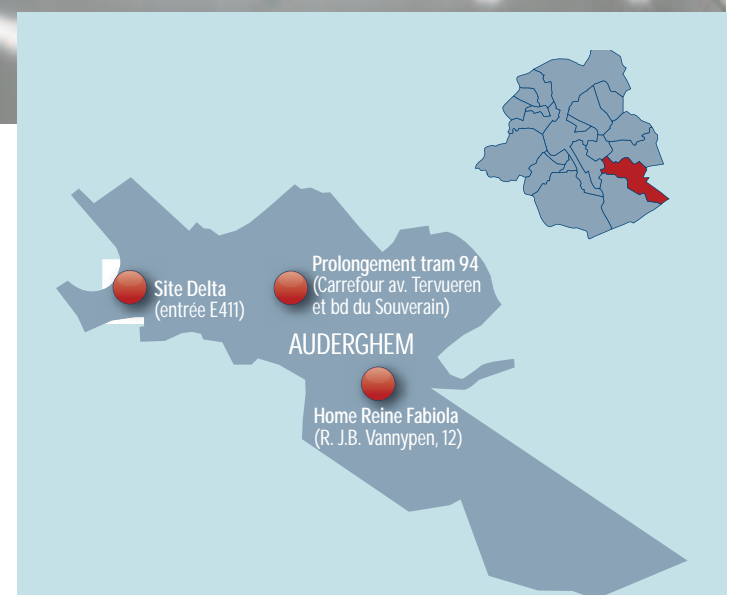 Prolongement tram 94
(Carrefour av. Tervueren
et bd du Souverain)
Site Delta
(entrée E411)
AUDERGHEM
Home Reine Fabiola
(R. J.B. Vannypen, 12)